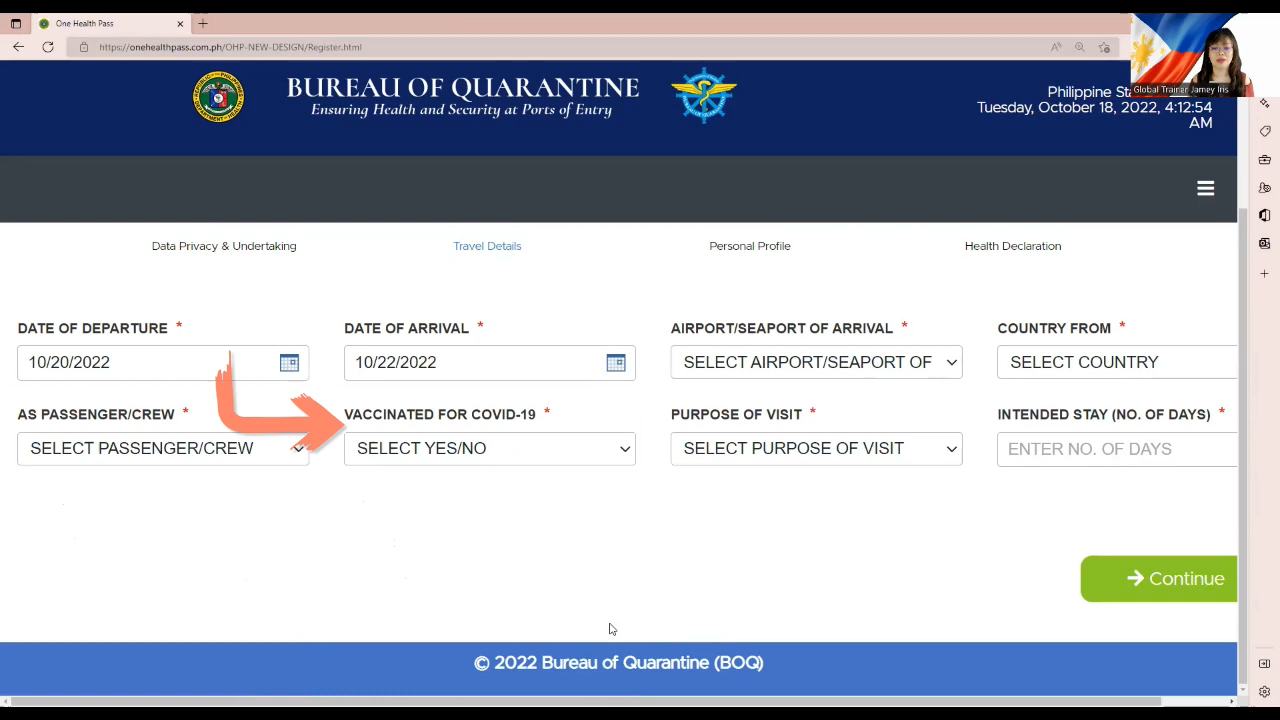 One Health Pass
https://onehealthpass.com.ph/OHP-NEW-DESIGN/Register.html
Global Trainer Jamey Iris
BUREAU OF QUARANTINE
Ensuring Health and Security at Ports of Entry
Philippine
Tuesday, October 18, 2022, 4:12:54
AM
Data Privacy & Undertaking Travel Details Personal Profile Health Declaration
DATE OF DEPARTURE * DATE OF ARRIVAL * AIRPORT/SEAPORT OF ARRIVAL * COUNTRY FROM *
10/20/2022 10/22/2022 SELECT AIRPORT/SEAPORT OF SELECT COUNTRY
AS PASSENGER/CREW * VACCINATED FOR COVID-19 * PURPOSE OF VISIT * INTENDED STAY (NO. OF DAYS) *
SELECT PASSENGER/CREW SELECT YES/NO SELECT PURPOSE OF VISIT ENTER NO. OF DAYS
Continue
© 2022 Bureau of Quarantine (BOQ)